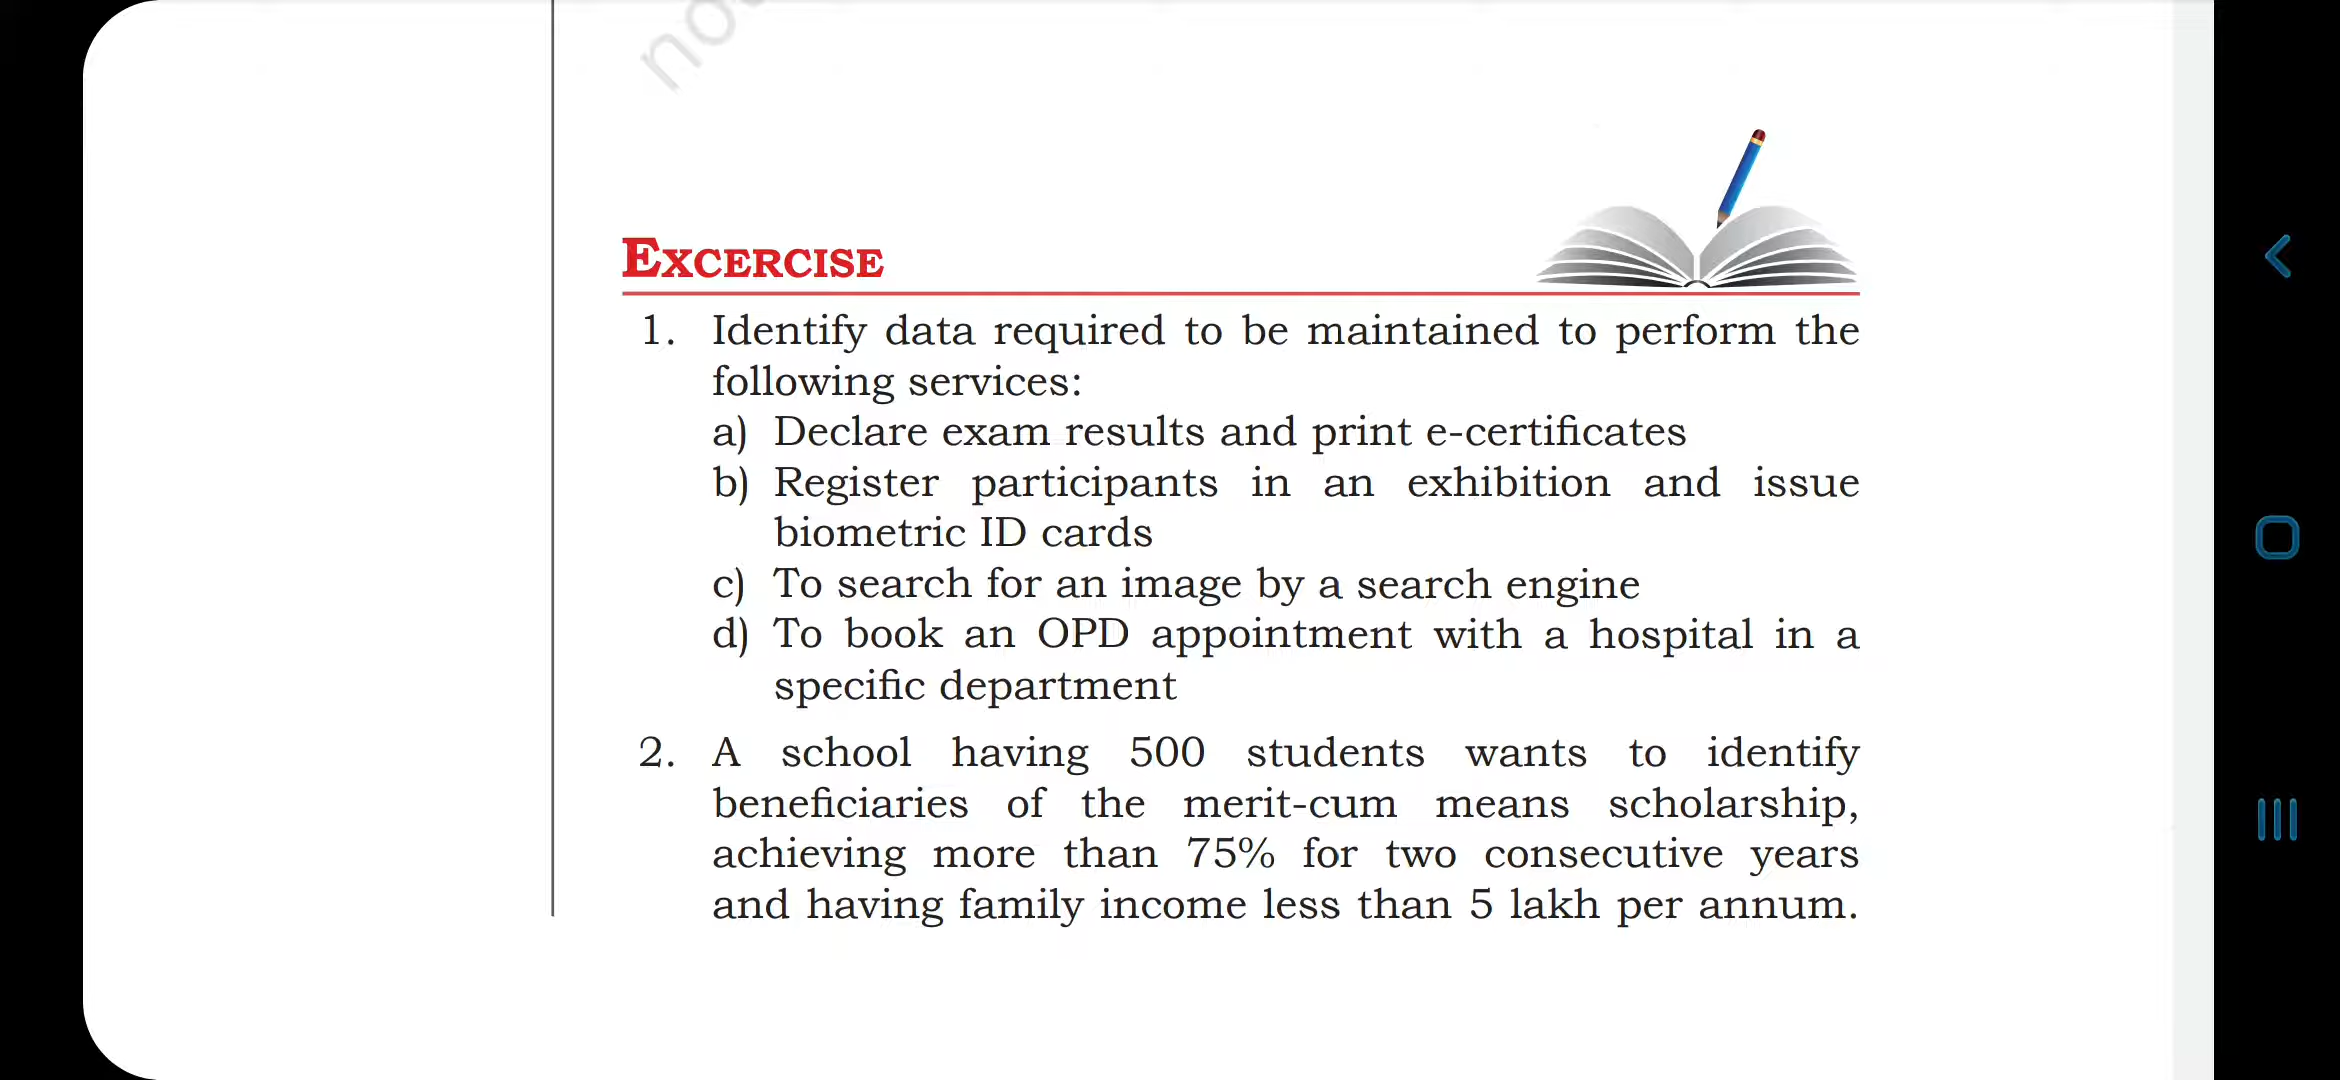 no
EXCERCISE
1. Identify data required to be maintained to perform the
following services:
a) Declare exam results and print e-certificates
b) Register participants in an exhibition and issue
biometric ID cards
c) To search for an image by a search engine
d) To book an OPD appointment with a hospital in a
specific department
2. A school having 500 students wants to identify
beneficiaries of the merit-cum means scholarship,
achieving more than 75% for two consecutive years
and having family income less than 5 lakh per annum.